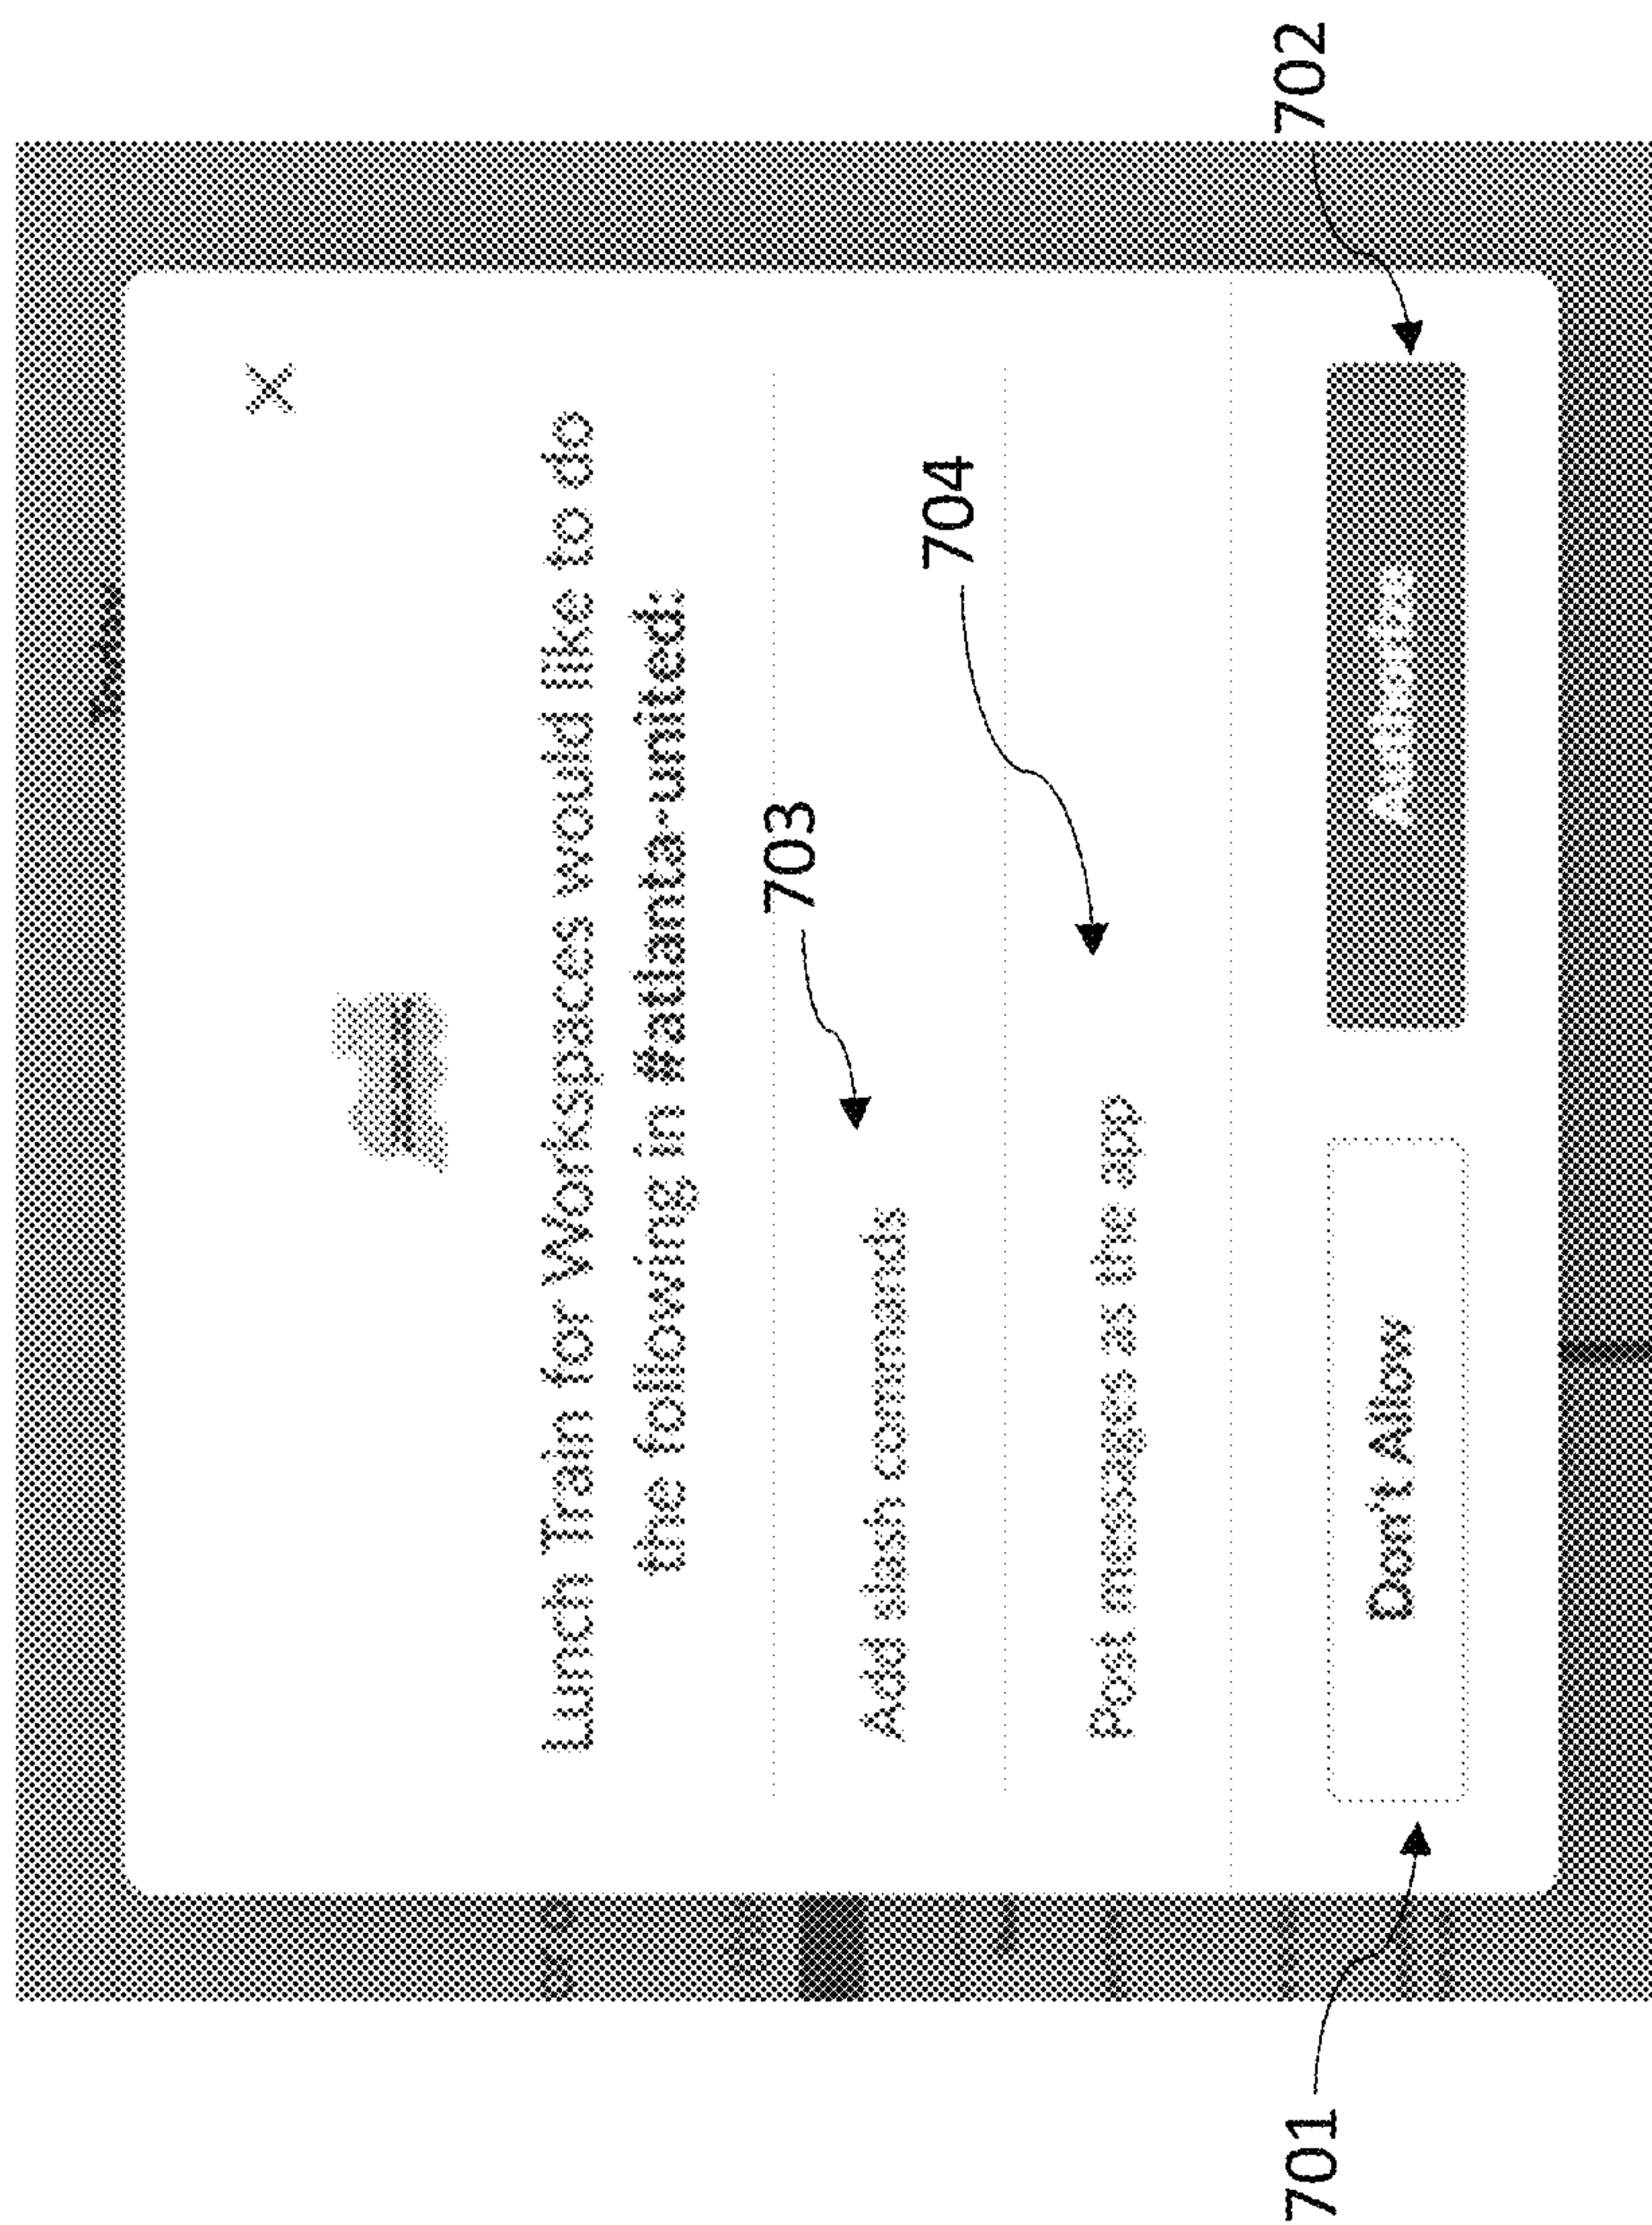 Lunch Train for Workspaces would like to do
the following in #atlanta-united:
703
Add slash commands
704
Post messages as the app
Don't Allow
Authorize
701
702